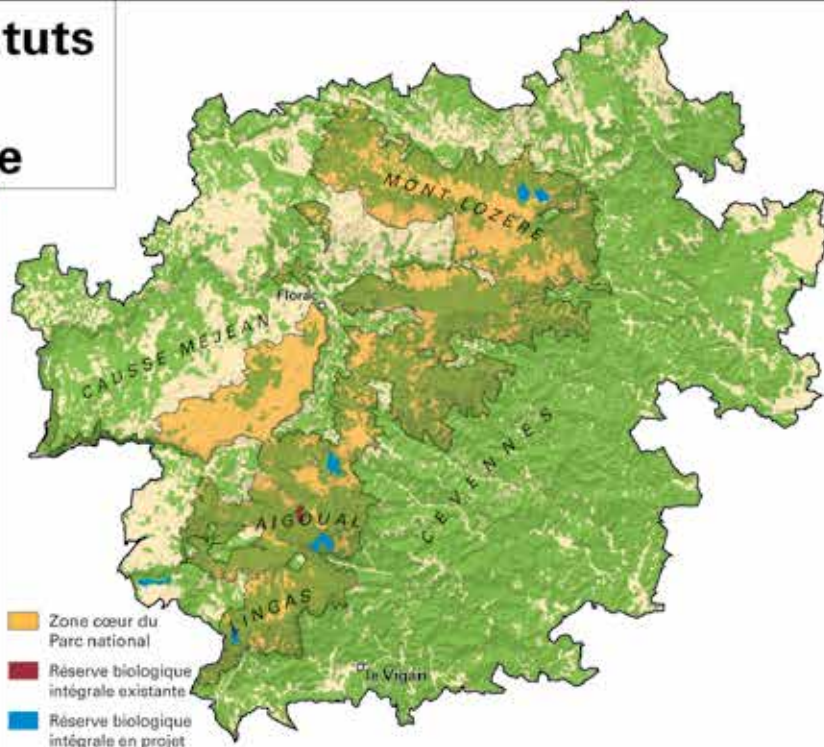 tuts
e
MONT LOZÈRE
Florac
CAUSSE MEJEAN
CEVENNES
AIGOUAL
LINGAS
le Vigan
Zone cœur du
Parc national
Réserve biologique
intégrale existante
Réserve biologique
intégrale en projet